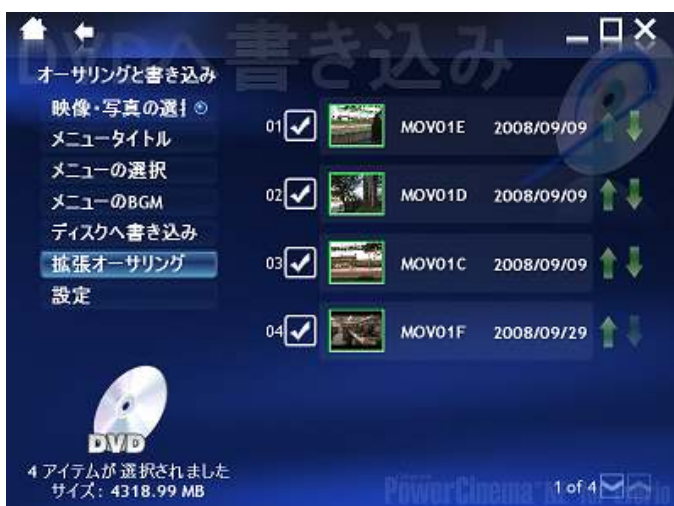 DVDへ書き込み
オーサリングと書き込み
映像・写真の選
メニュータイトル
メニューの選択
メニューのBGM
ディスクへ書き込み
拡張オーサリング
設定
01 MOV01E 2008/09/09
02 MOV01D 2008/09/09
03 MOV01C 2008/09/09
04 MOV01F 2008/09/29
DVD
4 アイテムが選択されました
サイズ: 4318.99 MB
1 of 4
PowerCinema